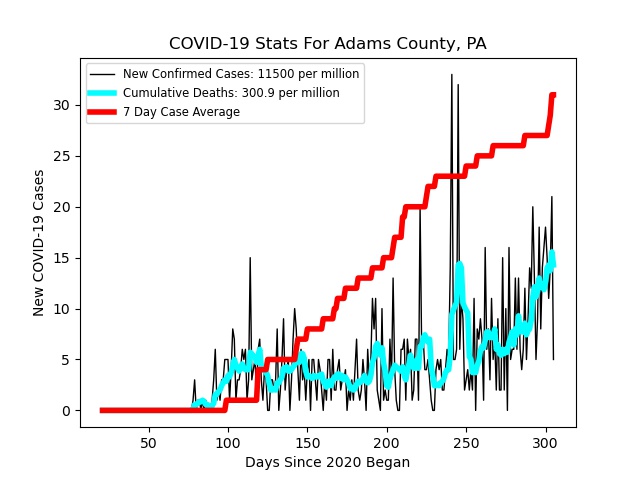 COVID-19 Stats For Adams County, PA
New Confirmed Cases: 11500 per million
Cumulative Deaths: 300.9 per million
7 Day Case Average
New COVID-19 Cases
30
25
20
15
10
5
0
50 100 150 200 250 300
Days Since 2020 Began